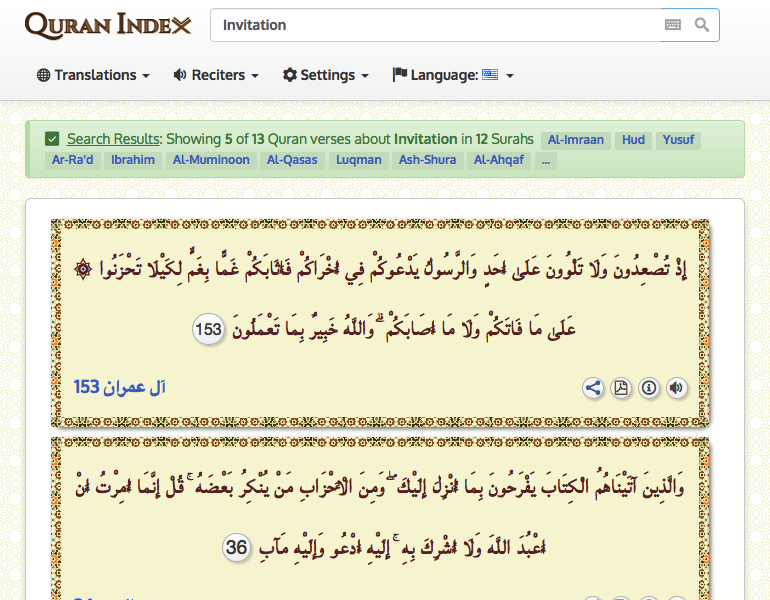 QURAN INDEX
Invitation
Translations Reciters Settings Language:
Search Results: Showing 5 of 13 Quran verses about Invitation in 12 Surahs Al-Imraan Hud Yusuf
Ar-Ra'd Ibrahim Al-Muminoon Al-Qasas Luqman Ash-Shura Al-Ahqaf ...
إِذْ تُصْعِدُونَ وَلَا تَلْوُونَ عَلَىٰ أَحَدٍ وَالرَّسُولُ يَدْعُوكُمْ فِي أُخْرَاكُمْ فَأَثَابَكُمْ غَمًّا بِغَمٍّ لِكَيْلَا تَحْزَنُوا ۞
عَلَىٰ مَا فَاتَكُمْ وَلَا مَا أَصَابَكُمْ ۗ وَاللَّهُ خَبِيرٌ بِمَا تَعْمَلُونَ 153
آل عمران 153
وَالَّذِينَ آتَيْنَاهُمُ الْكِتَابَ يَفْرَحُونَ بِمَا أُنْزِلَ إِلَيْكَ ۖ وَمِنَ الْأَحْزَابِ مَنْ يُنْكِرُ بَعْضَهُ ۚ قُلْ إِنَّمَا أُمِرْتُ أَنْ
أَعْبُدَ اللَّهَ وَلَا أُشْرِكَ بِهِ ۚ إِلَيْهِ أَدْعُو وَإِلَيْهِ مَآبِ 36